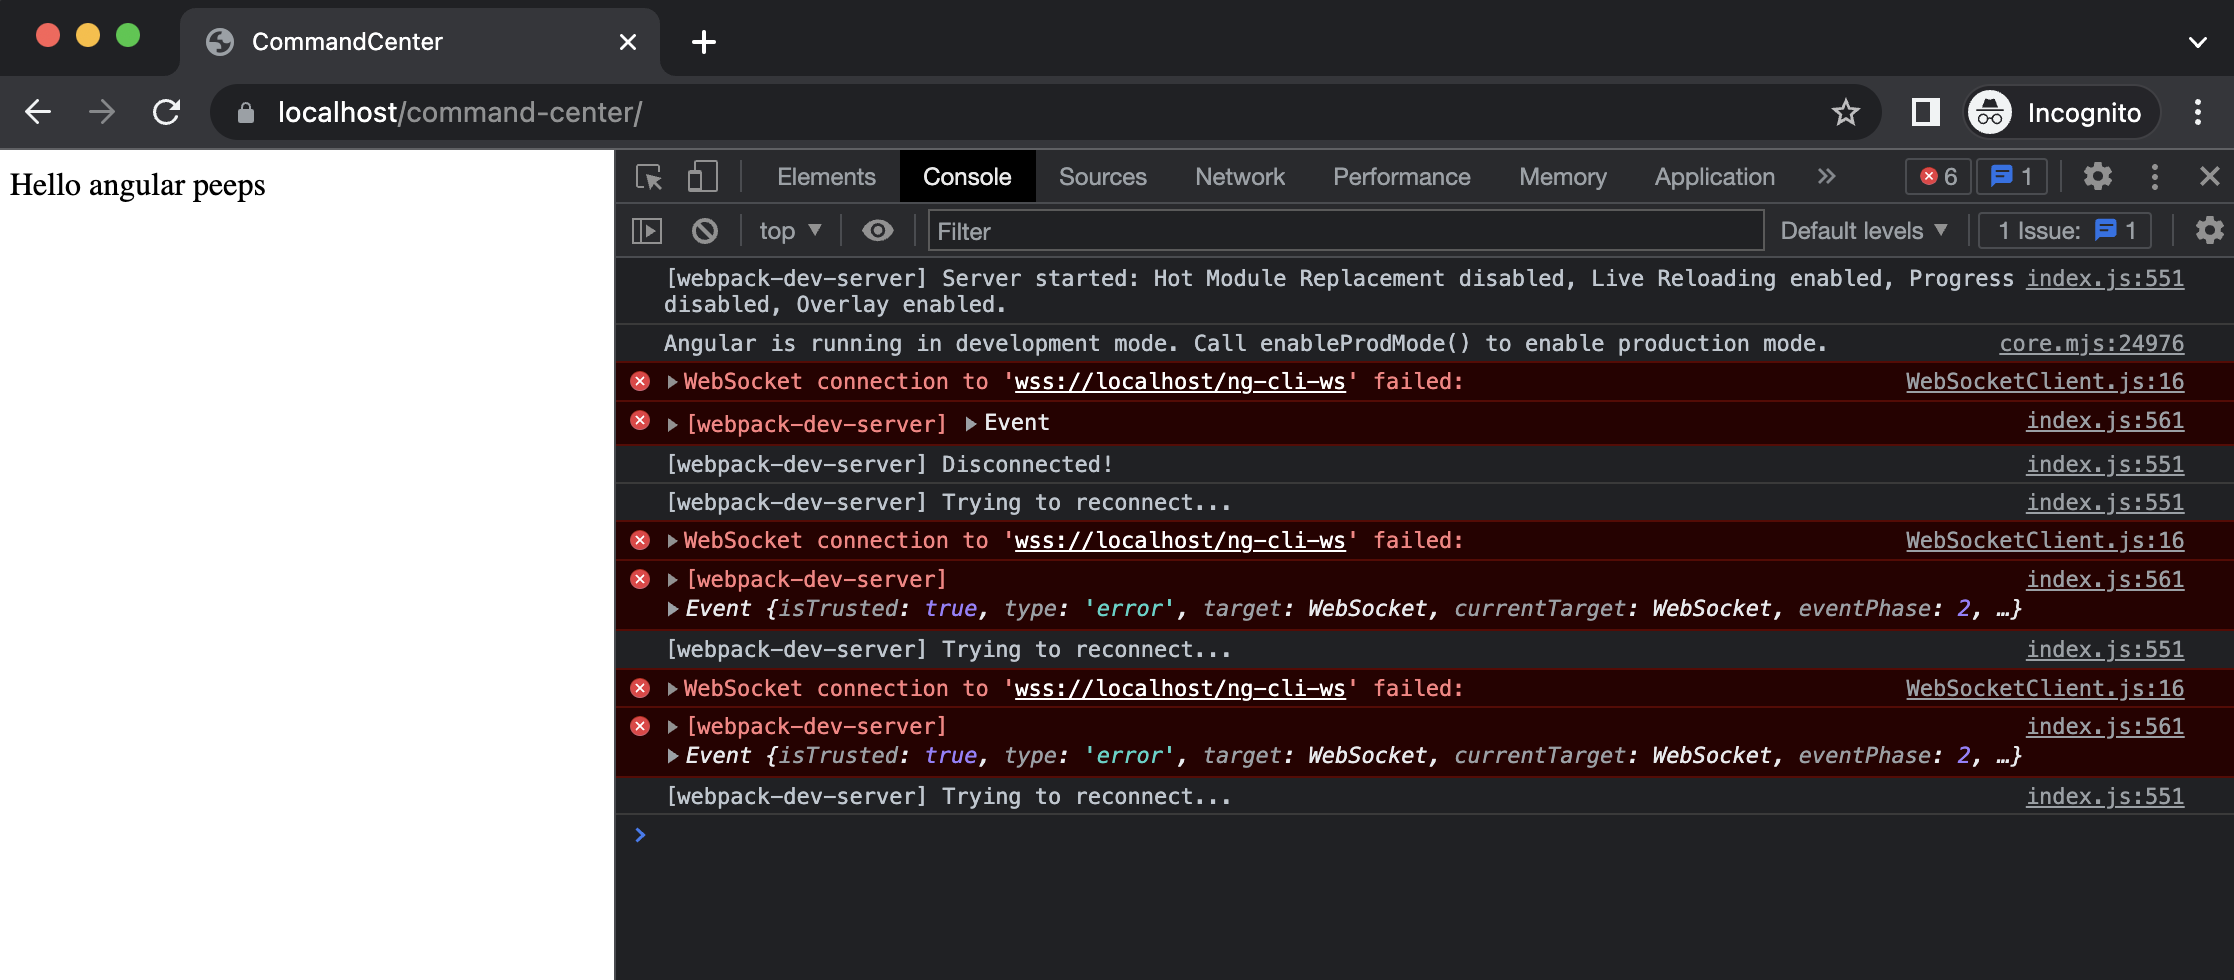 CommandCenter
localhost/command-center/
Incognito
Hello angular peeps
Elements Console Sources Network Performance Memory Application 6 1
top Filter Default levels 1 Issue: 1
[webpack-dev-server] Server started: Hot Module Replacement disabled, Live Reloading enabled, Progress index.js:551
disabled, Overlay enabled.
Angular is running in development mode. Call enableProdMode() to enable production mode. core.mjs:24976
WebSocket connection to 'wss://localhost/ng-cli-ws' failed: WebSocketClient.js:16
[webpack-dev-server] Event index.js:561
[webpack-dev-server] Disconnected! index.js:551
[webpack-dev-server] Trying to reconnect... index.js:551
WebSocket connection to 'wss://localhost/ng-cli-ws' failed: WebSocketClient.js:16
[webpack-dev-server] index.js:561
Event {isTrusted: true, type: 'error', target: WebSocket, currentTarget: WebSocket, eventPhase: 2, …}
[webpack-dev-server] Trying to reconnect... index.js:551
WebSocket connection to 'wss://localhost/ng-cli-ws' failed: WebSocketClient.js:16
[webpack-dev-server] index.js:561
Event {isTrusted: true, type: 'error', target: WebSocket, currentTarget: WebSocket, eventPhase: 2, …}
[webpack-dev-server] Trying to reconnect... index.js:551